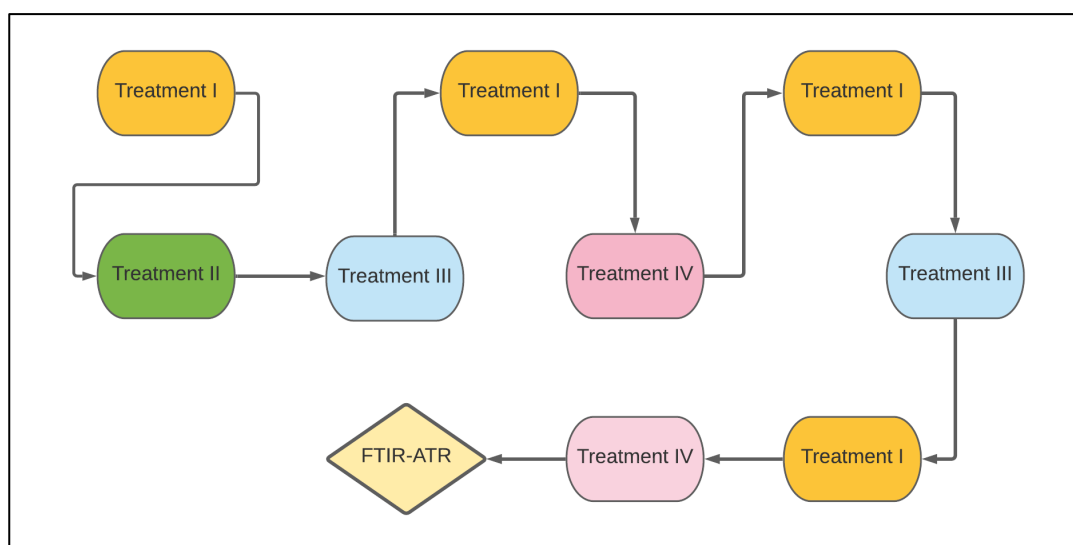 Treatment I
Treatment I
Treatment I
Treatment II
Treatment III
Treatment IV
Treatment III
FTIR-ATR
Treatment IV
Treatment I